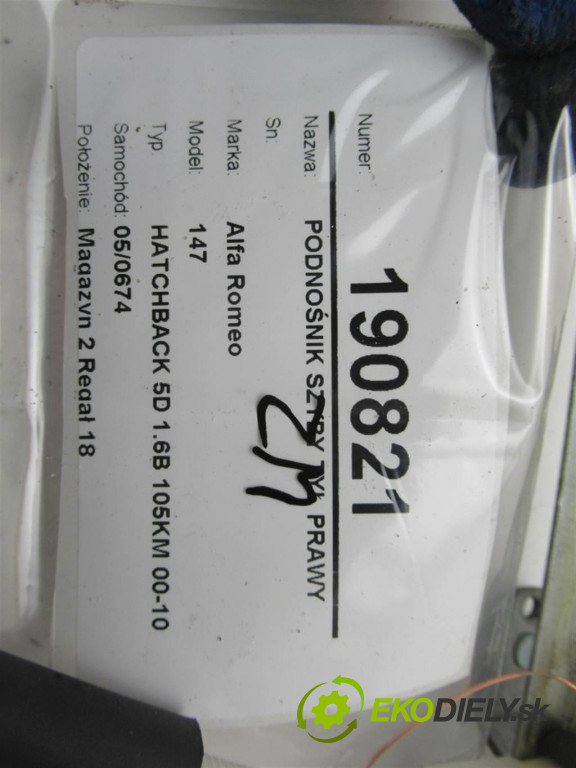 Numer: 190821
Nazwa: PODNOŚNIK SZYBY TYŁ PRAWY
Sn:
Marka: Alfa Romeo
Model: 147
Typ HATCHBACK 5D 1.6B 105KM 00-10
Samochód: 05/0674
Położenie: Magazyn 2 Regał 18
EKODIELY.sk